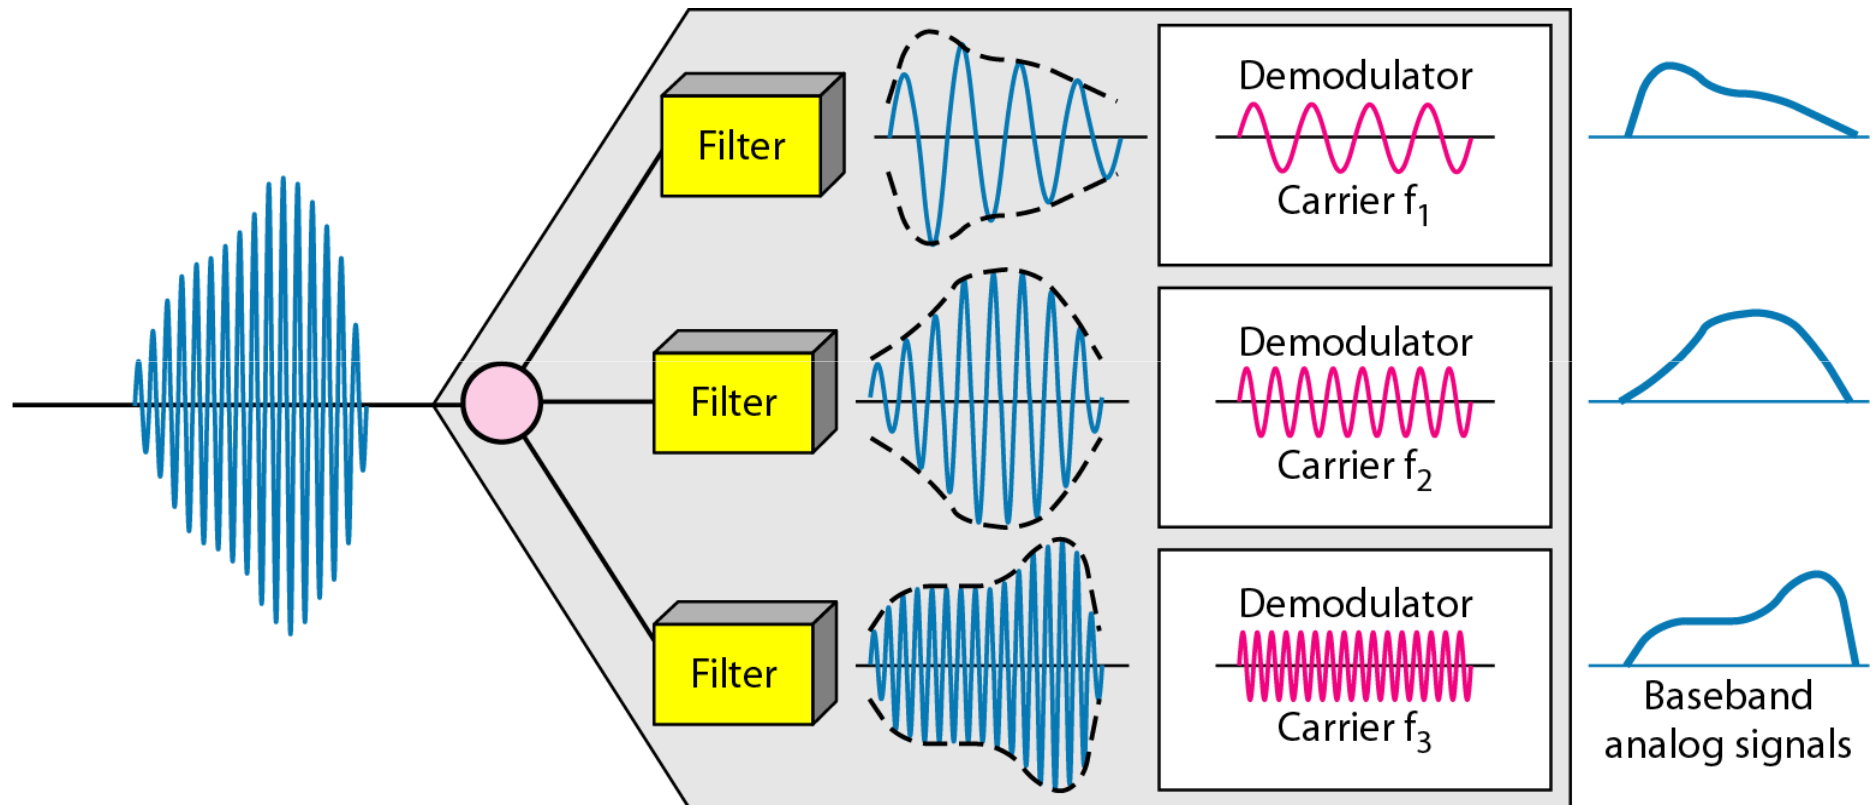 Filter
Demodulator
Carrier f₁
Filter
Demodulator
Carrier f₂
Filter
Demodulator
Carrier f₃
Baseband
analog signals